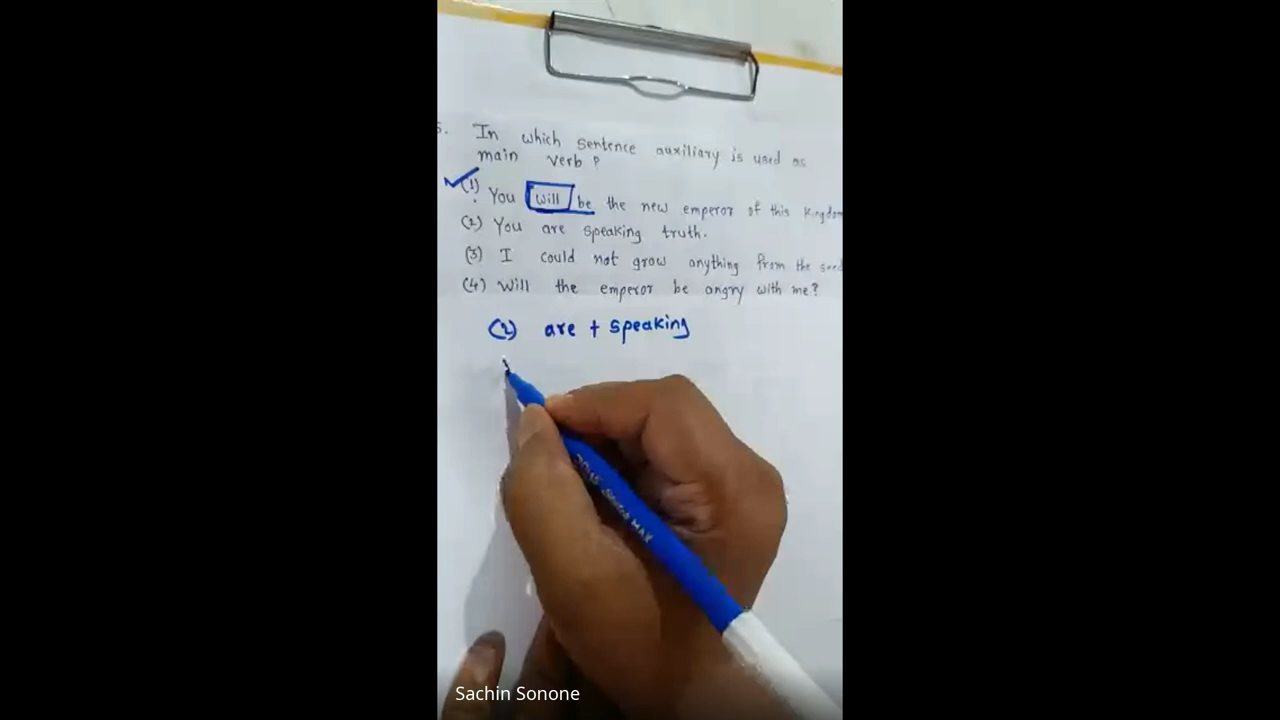 5. In which sentence auxiliary is used as
main verb ?
(1) You will be the new emperor of this kingdom
(2) You are speaking truth.
(3) I could not grow anything from the seed
(4) Will the emperor be angry with me?
(2) are + speaking
Sachin Sonone